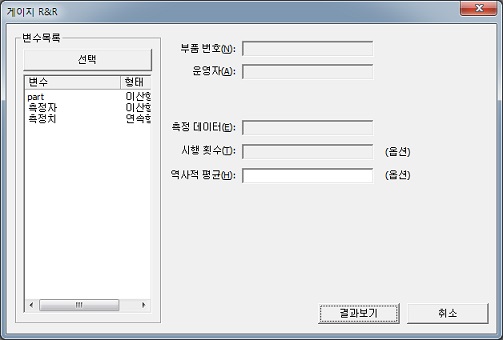 게이지 R&R
변수목록
선택
변수 형태
part 이산형
측정자 이산형
측정치 연속형
부품 번호(N):
운영자(A):
측정 데이터(E):
시행 횟수(T): (옵션)
역사적 평균(H): (옵션)
결과보기 취소